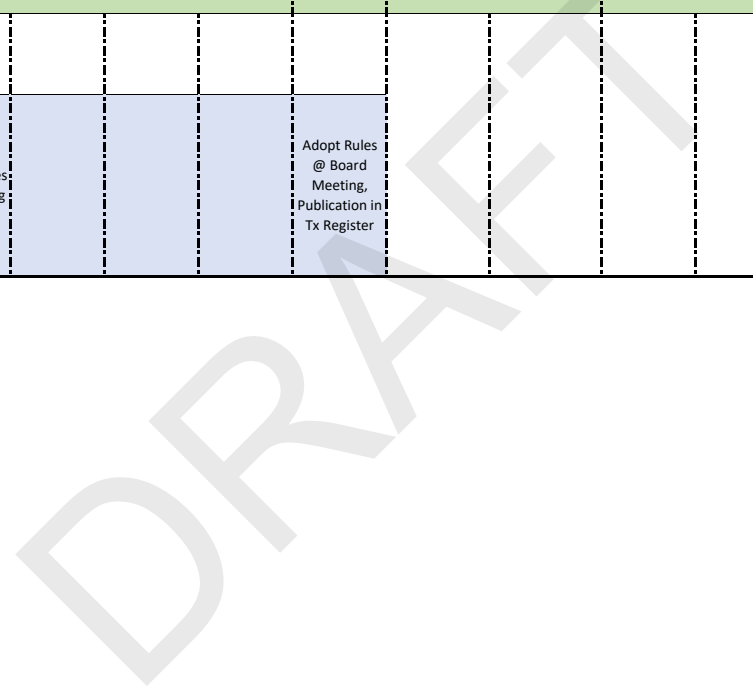 Adopt Rules
@ Board
Meeting,
Publication in
Tx Register
DRAFT